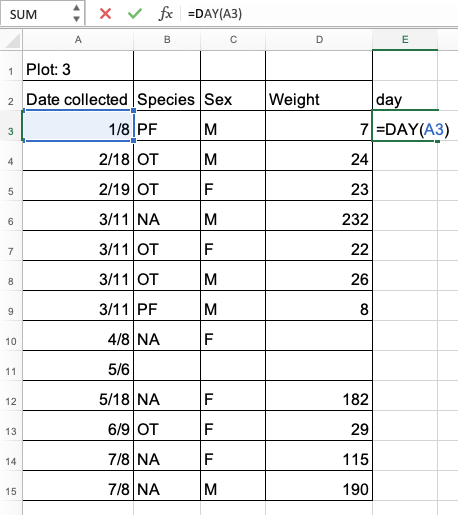 SUM fx =DAY(A3)
A B C D E
1 Plot: 3
2 Date collected Species Sex Weight day
3 1/8 PF M 7 =DAY(A3)
4 2/18 OT M 24
5 2/19 OT F 23
6 3/11 NA M 232
7 3/11 OT F 22
8 3/11 OT M 26
9 3/11 PF M 8
10 4/8 NA F
11 5/6
12 5/18 NA F 182
13 6/9 OT F 29
14 7/8 NA F 115
15 7/8 NA M 190